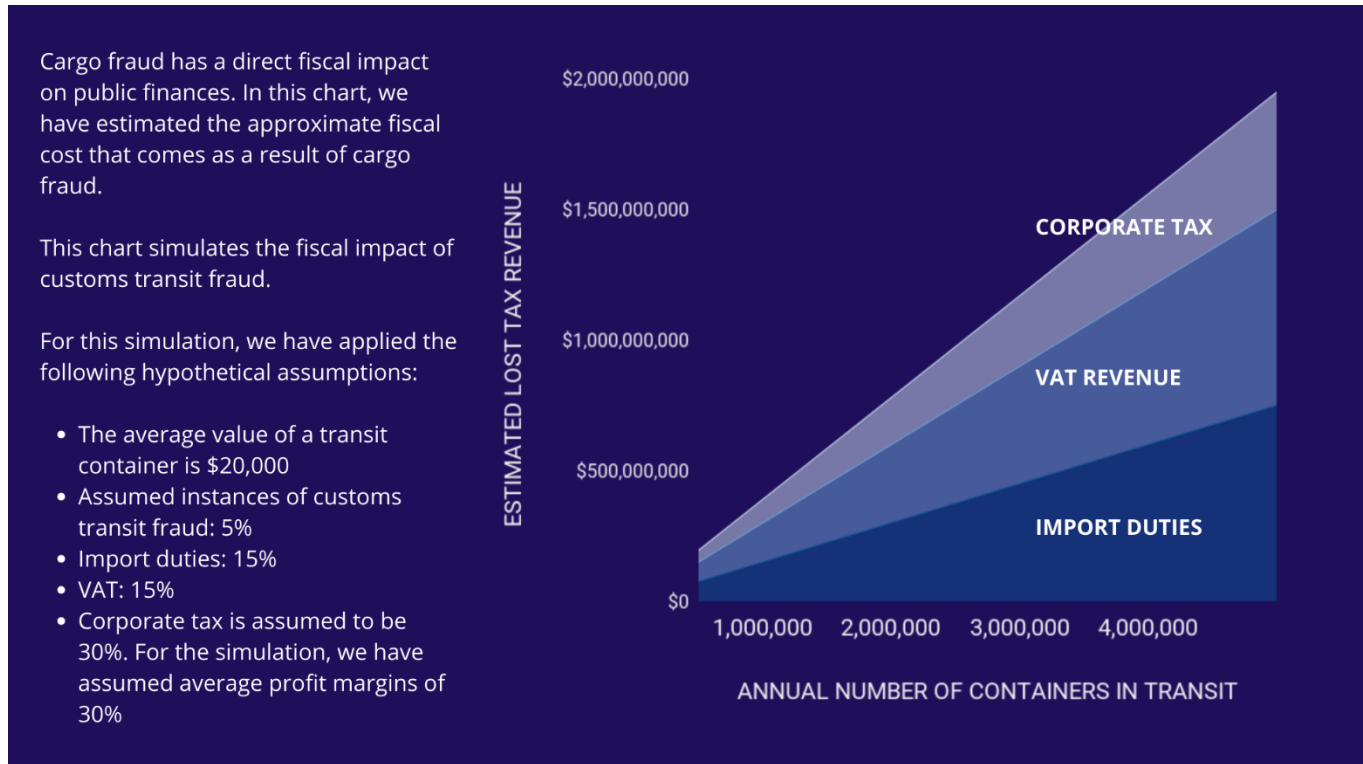 Cargo fraud has a direct fiscal impact
on public finances. In this chart, we
have estimated the approximate fiscal
cost that comes as a result of cargo
fraud.
This chart simulates the fiscal impact of
customs transit fraud.
For this simulation, we have applied the
following hypothetical assumptions:
• The average value of a transit
container is $20,000
• Assumed instances of customs
transit fraud: 5%
• Import duties: 15%
• VAT: 15%
• Corporate tax is assumed to be
30%. For the simulation, we have
assumed average profit margins of
30%
ESTIMATED LOST TAX REVENUE
$2,000,000,000
$1,500,000,000
$1,000,000,000
$500,000,000
$0
CORPORATE TAX
VAT REVENUE
IMPORT DUTIES
1,000,000 2,000,000 3,000,000 4,000,000
ANNUAL NUMBER OF CONTAINERS IN TRANSIT